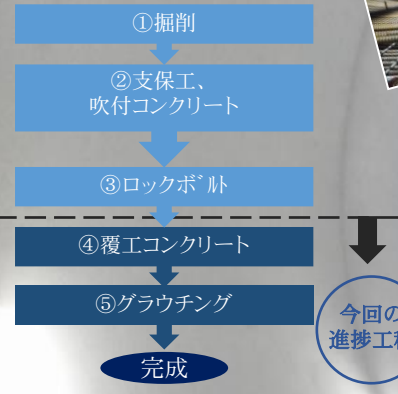 ①掘削
②支保工、
吹付コンクリート
③ロックボルト
④覆工コンクリート
⑤グラウチング
完成
今回の
進捗工程